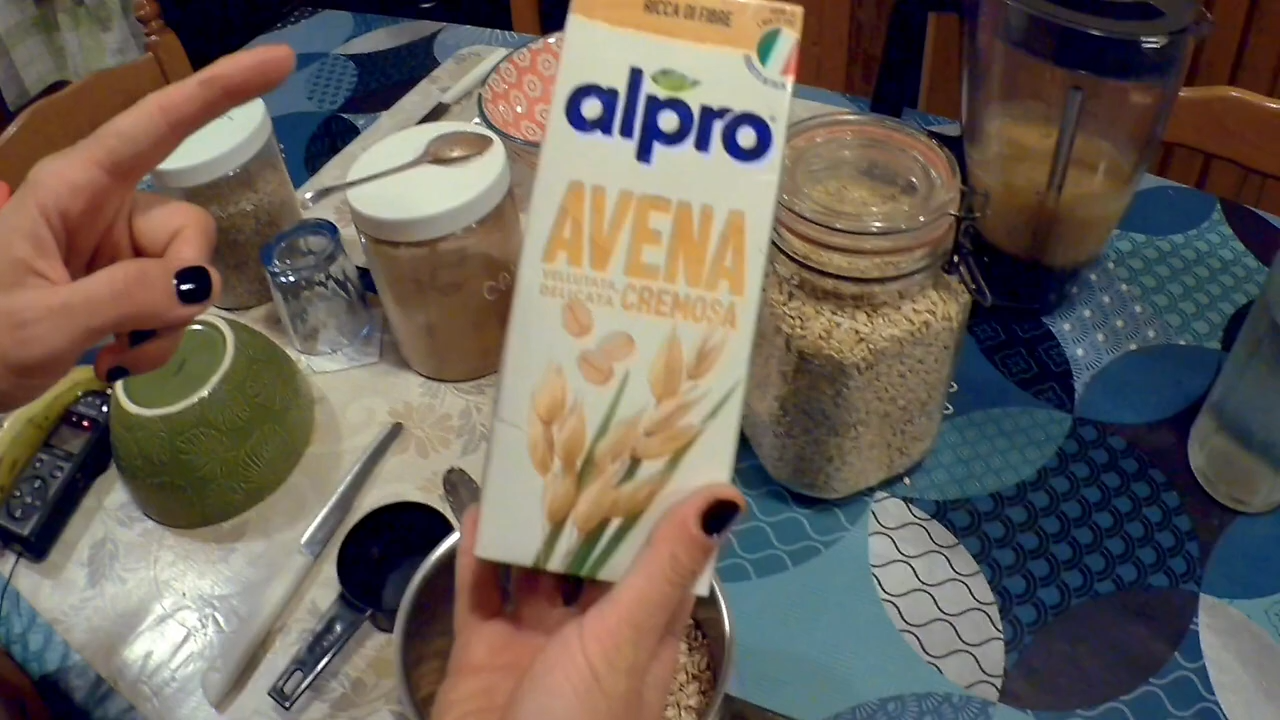 RICCA DI FIBRE
alpro
AVENA
VELLUTATA
DELICATA CREMOSA